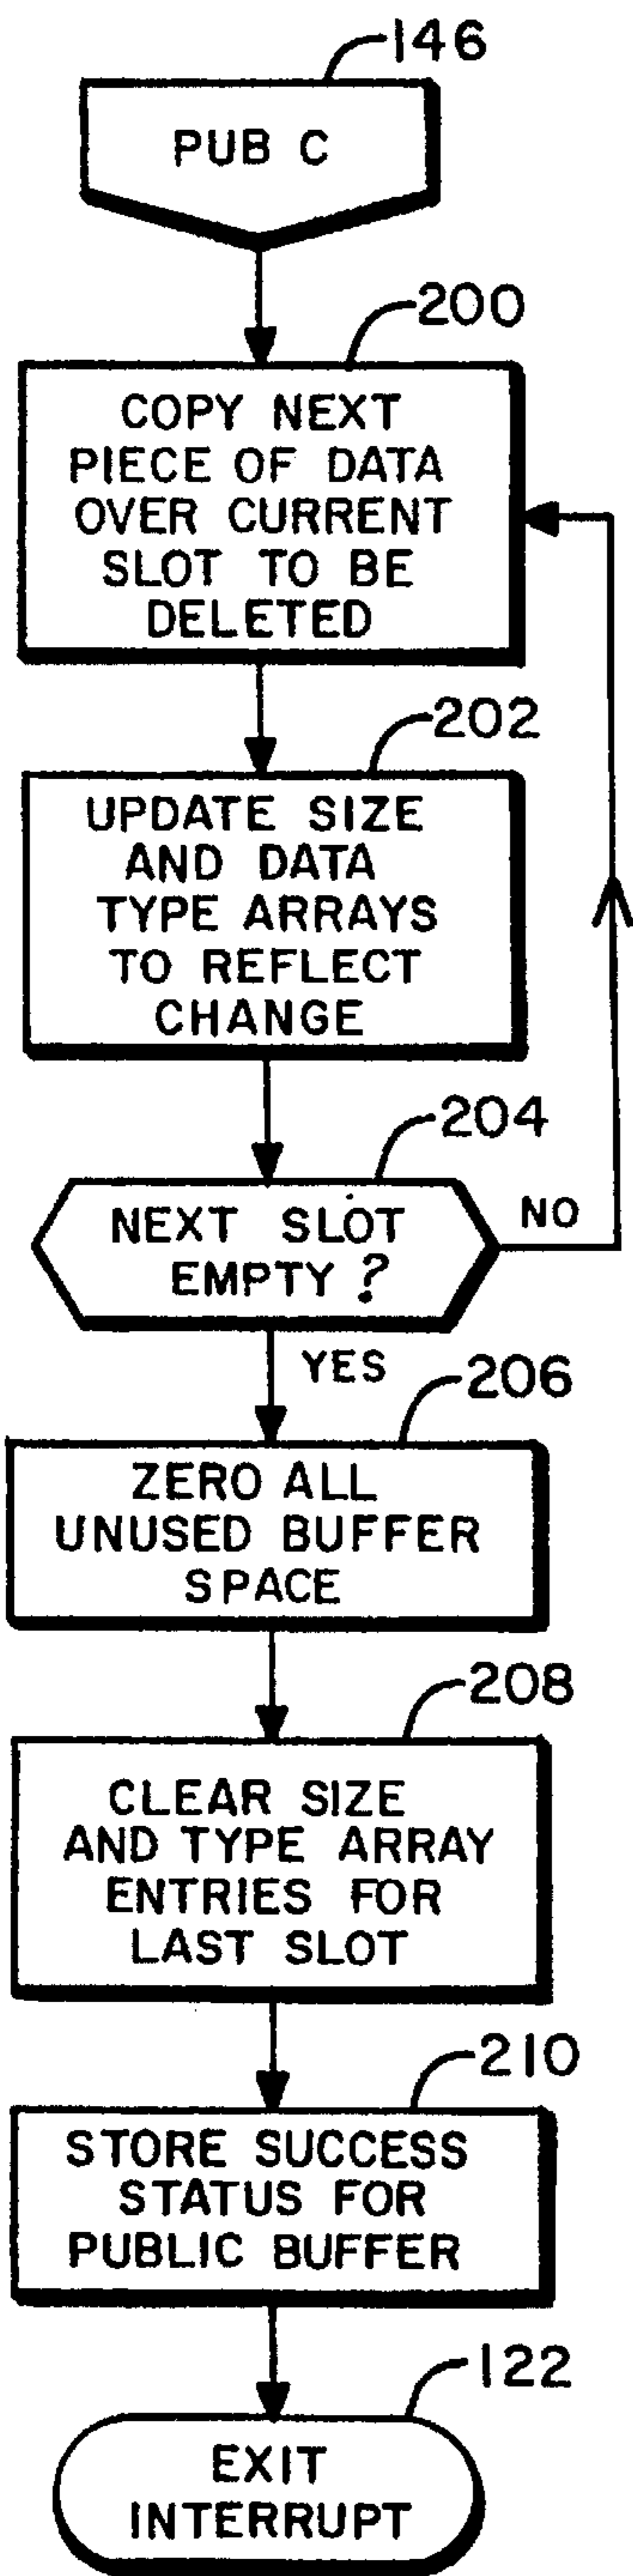 146
PUB C
200
COPY NEXT
PIECE OF DATA
OVER CURRENT
SLOT TO BE
DELETED
202
UPDATE SIZE
AND DATA
TYPE ARRAYS
TO REFLECT
CHANGE
204
NEXT SLOT
EMPTY ?
NO
YES
206
ZERO ALL
UNUSED BUFFER
SPACE
208
CLEAR SIZE
AND TYPE ARRAY
ENTRIES FOR
LAST SLOT
210
STORE SUCCESS
STATUS FOR
PUBLIC BUFFER
122
EXIT
INTERRUPT